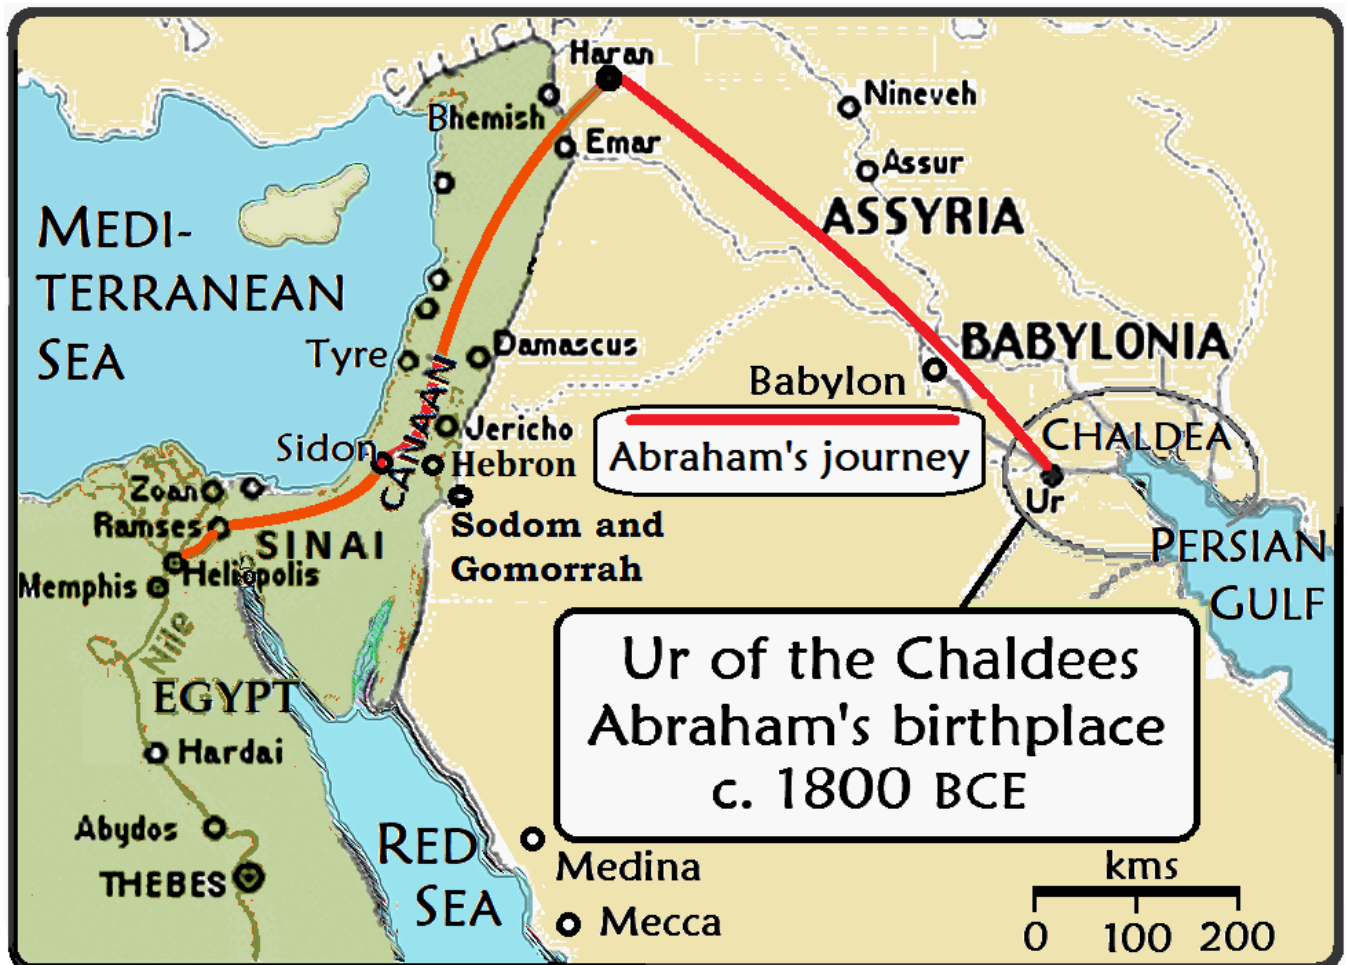 CILICIA
Haran
Nineveh
Bhemish
Emar
Assur
ASSYRIA
MEDI-
TERRANEAN
SEA
Tyre
Damascus
BABYLONIA
Babylon
CANAAN
Jericho
Sidon
Hebron
Abraham's journey
CHALDEA
Ur
Zoan
Ramses
SINAI
Sodom and
Gomorrah
PERSIAN
GULF
Heliopolis
Memphis
Nile
EGYPT
Ur of the Chaldees
Abraham's birthplace
c. 1800 BCE
Hardai
Abydos
THEBES
RED
SEA
Medina
Mecca
kms
0 100 200